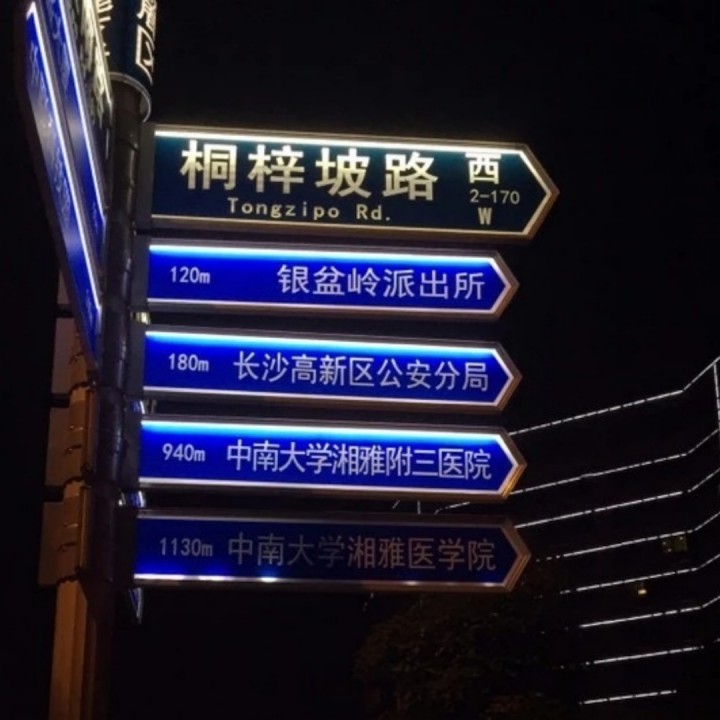 桐梓坡路 西
Tongzipo Rd. 2-170
W
120m 银盆岭派出所
180m 长沙高新区公安分局
940m 中南大学湘雅附三医院
1130m 中南大学湘雅医学院